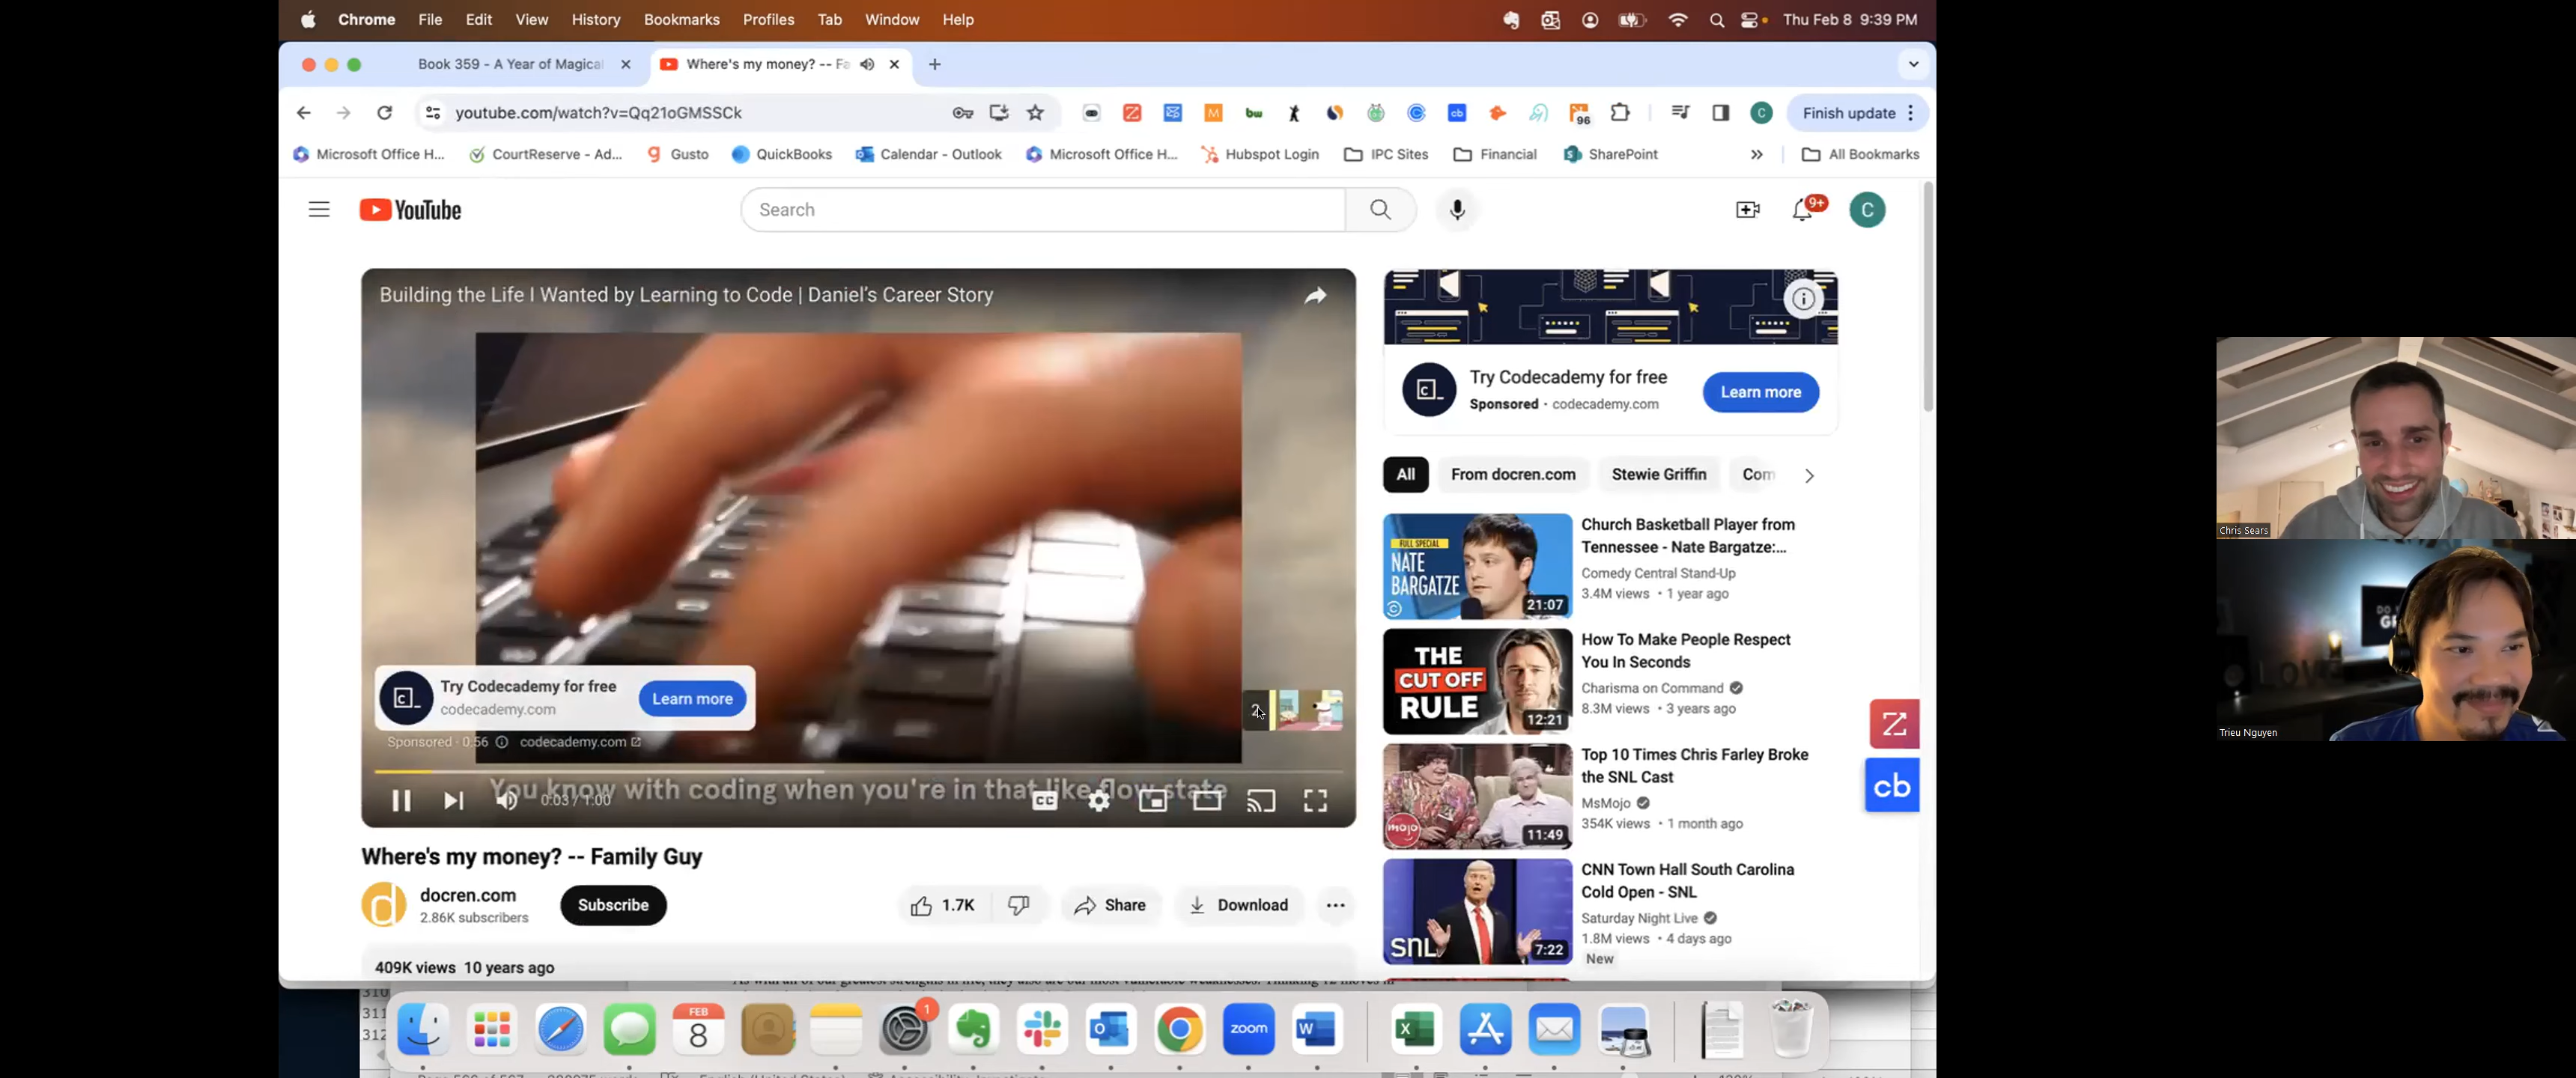 Chrome File Edit View History Bookmarks Profiles Tab Window Help
Thu Feb 8 9:39 PM
Book 359 - A Year of Magical
Where's my money? -- Fa
youtube.com/watch?v=Qq21oGMSSCk
96
Finish update
Microsoft Office H...
CourtReserve - Ad...
Gusto
QuickBooks
Calendar - Outlook
Microsoft Office H...
Hubspot Login
IPC Sites
Financial
SharePoint
All Bookmarks
YouTube
Search
9+
C
Building the Life I Wanted by Learning to Code | Daniel's Career Story
Try Codecademy for free
codecademy.com
Learn more
Sponsored · 0:56 codecademy.com
You know with coding when you're in that like flow state
0:03 / 1:00
CC
Where's my money? -- Family Guy
docren.com
2.86K subscribers
Subscribe
1.7K
Share
Download
409K views 10 years ago
Try Codecademy for free
Sponsored · codecademy.com
Learn more
All
From docren.com
Stewie Griffin
Com
FULL SPECIAL
NATE
BARGATZE
21:07
Church Basketball Player from
Tennessee - Nate Bargatze:...
Comedy Central Stand-Up
3.4M views • 1 year ago
THE
CUT OFF
RULE
12:21
How To Make People Respect
You In Seconds
Charisma on Command
8.3M views • 3 years ago
mojo
11:49
Top 10 Times Chris Farley Broke
the SNL Cast
MsMojo
354K views • 1 month ago
SNL
7:22
CNN Town Hall South Carolina
Cold Open - SNL
Saturday Night Live
1.8M views • 4 days ago
New
cb
Chris Sears
LOVE
Trieu Nguyen
310
311
312
FEB
8
1
zoom